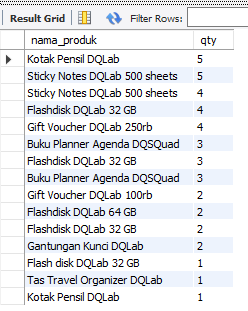 Result Grid Filter Rows:
nama_produk qty
Kotak Pensil DQLab 5
Sticky Notes DQLab 500 sheets 5
Sticky Notes DQLab 500 sheets 4
Flashdisk DQLab 32 GB 4
Gift Voucher DQLab 250rb 4
Buku Planner Agenda DQSQuad 3
Flashdisk DQLab 32 GB 3
Buku Planner Agenda DQSQuad 3
Gift Voucher DQLab 100rb 2
Flashdisk DQLab 64 GB 2
Flashdisk DQLab 32 GB 2
Gantungan Kunci DQLab 2
Flash disk DQLab 32 GB 1
Tas Travel Organizer DQLab 1
Kotak Pensil DQLab 1